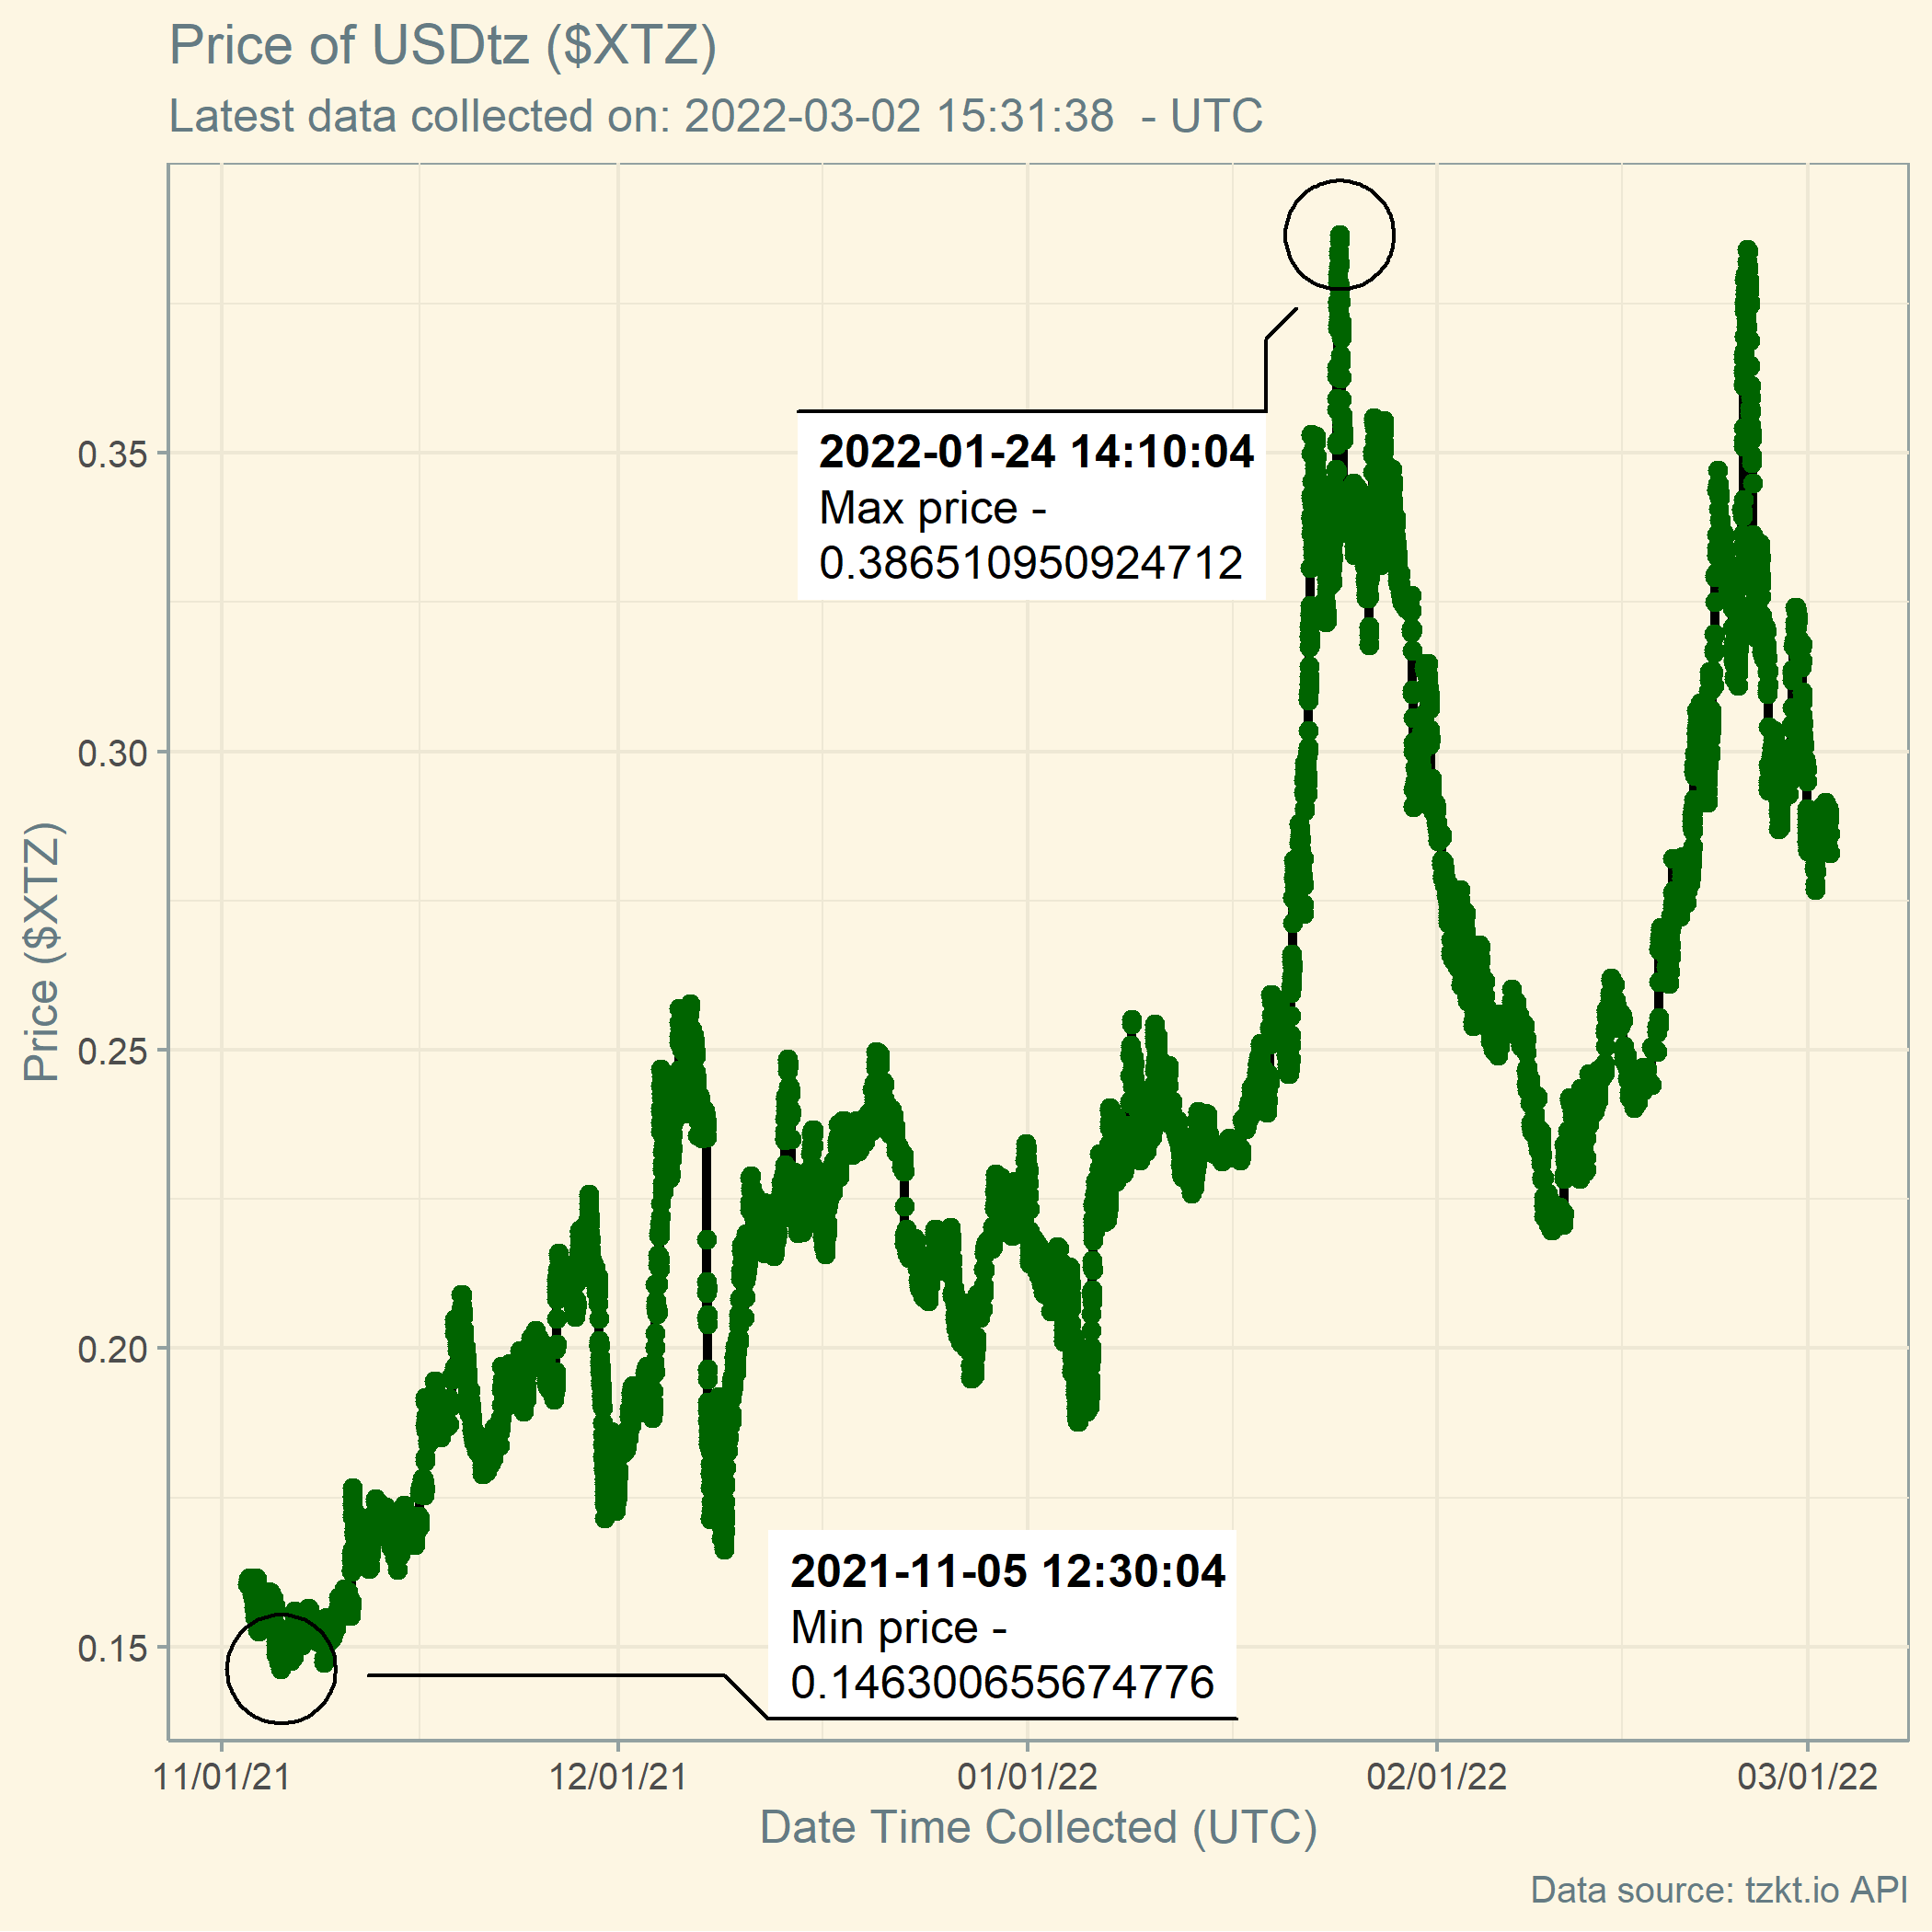 Price of USDtz ($XTZ)
Latest data collected on: 2022-03-02 15:31:38  - UTC
Price ($XTZ)
0.35
0.30
0.25
0.20
0.15
2022-01-24 14:10:04
Max price -
0.386510950924712
2021-11-05 12:30:04
Min price -
0.146300655674776
11/01/21
12/01/21
01/01/22
02/01/22
03/01/22
Date Time Collected (UTC)
Data source: tzkt.io API